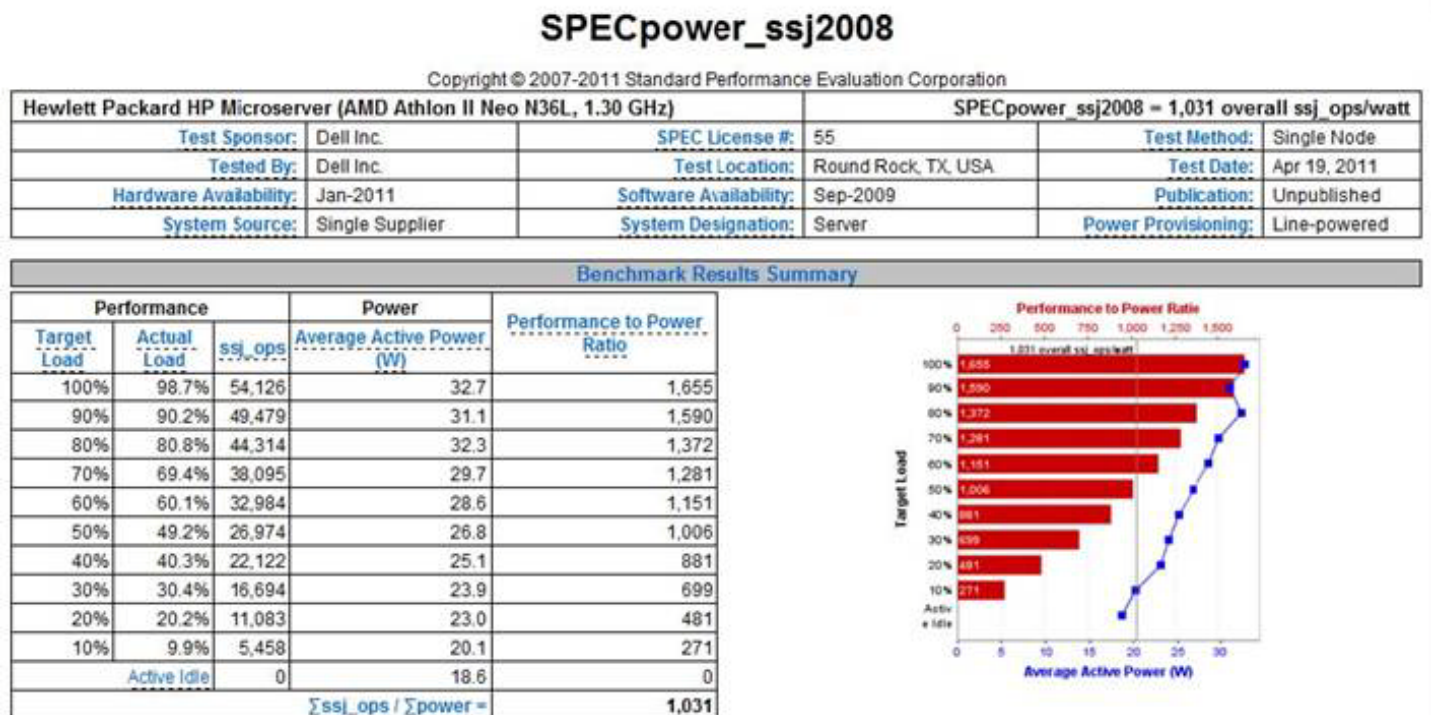 SPECpower_ssj2008
Copyright © 2007-2011 Standard Performance Evaluation Corporation
Hewlett Packard HP Microserver (AMD Athlon II Neo N36L, 1.30 GHz) SPECpower_ssj2008 = 1,031 overall ssj_ops/watt
Test Sponsor: Dell Inc. SPEC License #: 55 Test Method: Single Node
Tested By: Dell Inc. Test Location: Round Rock, TX, USA Test Date: Apr 19, 2011
Hardware Availability: Jan-2011 Software Availability: Sep-2009 Publication: Unpublished
System Source: Single Supplier System Designation: Server Power Provisioning: Line-powered
Benchmark Results Summary
Performance Power Performance to Power Ratio
Target Load Actual Load ssj_ops Average Active Power (W)
100% 98.7% 54,126 32.7 1,655
90% 90.2% 49,479 31.1 1,590
80% 80.8% 44,314 32.3 1,372
70% 69.4% 38,095 29.7 1,281
60% 60.1% 32,984 28.6 1,151
50% 49.2% 26,974 26.8 1,006
40% 40.3% 22,122 25.1 881
30% 30.4% 16,694 23.9 699
20% 20.2% 11,083 23.0 481
10% 9.9% 5,458 20.1 271
Active Idle 0 18.6 0
∑ssj_ops / ∑power = 1,031
Performance to Power Ratio
0 250 500 750 1,000 1,250 1,500
1,031 overall ssj_ops/watt
100% 1,655
90% 1,590
80% 1,372
70% 1,281
60% 1,151
50% 1,006
40% 881
30% 699
20% 481
10% 271
Activ
e Idle
0 5 10 15 20 25 30
Target Load
Average Active Power (W)